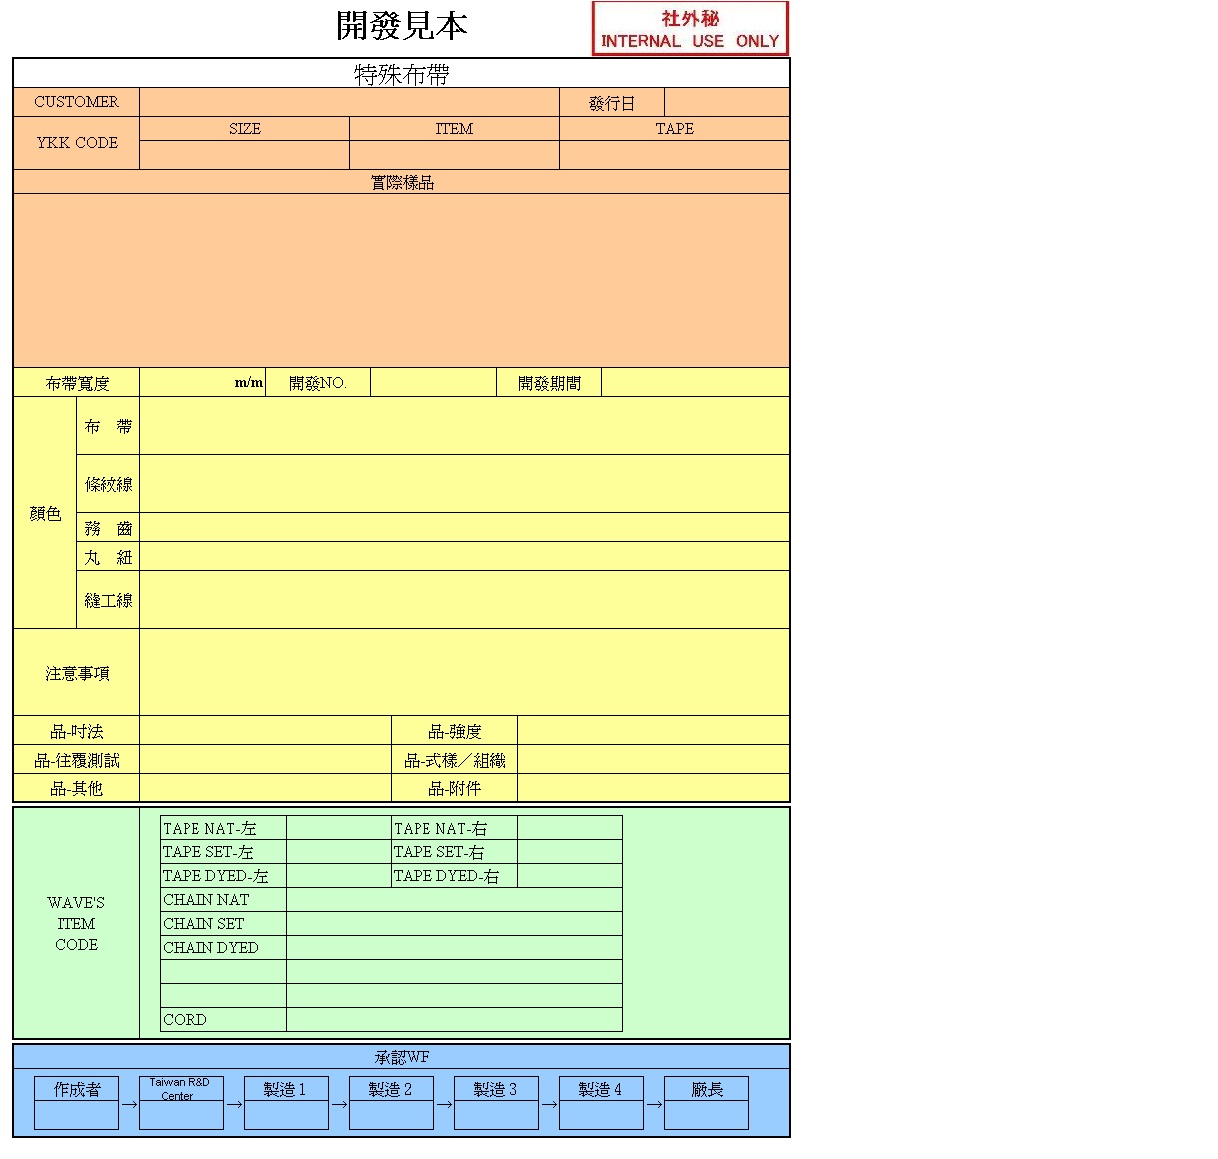 開發見本
社外秘
INTERNAL USE ONLY
特殊布帶
CUSTOMER 發行日
YKK CODE SIZE ITEM TAPE
實際樣品
布帶寬度 m/m 開發NO. 開發期間
顏色
布　帶
條紋線
務　齒
丸　紐
縫工線
注意事項
品-吋法 品-強度
品-往覆測試 品-式樣／組織
品-其他 品-附件
WAVE'S
ITEM
CODE
TAPE NAT-左 TAPE NAT-右
TAPE SET-左 TAPE SET-右
TAPE DYED-左 TAPE DYED-右
CHAIN NAT
CHAIN SET
CHAIN DYED
CORD
承認WF
作成者 → Taiwan R&D Center → 製造 1 → 製造 2 → 製造 3 → 製造 4 → 廠長